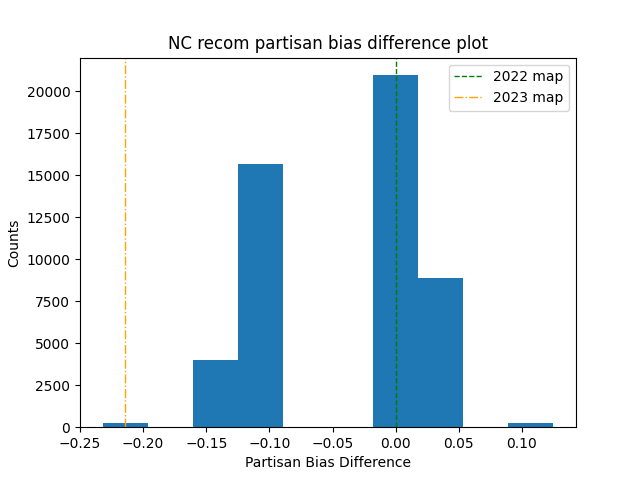 NC recom partisan bias difference plot
2022 map
2023 map
Counts
20000
17500
15000
12500
10000
7500
5000
2500
0
−0.25 −0.20 −0.15 −0.10 −0.05 0.00 0.05 0.10
Partisan Bias Difference